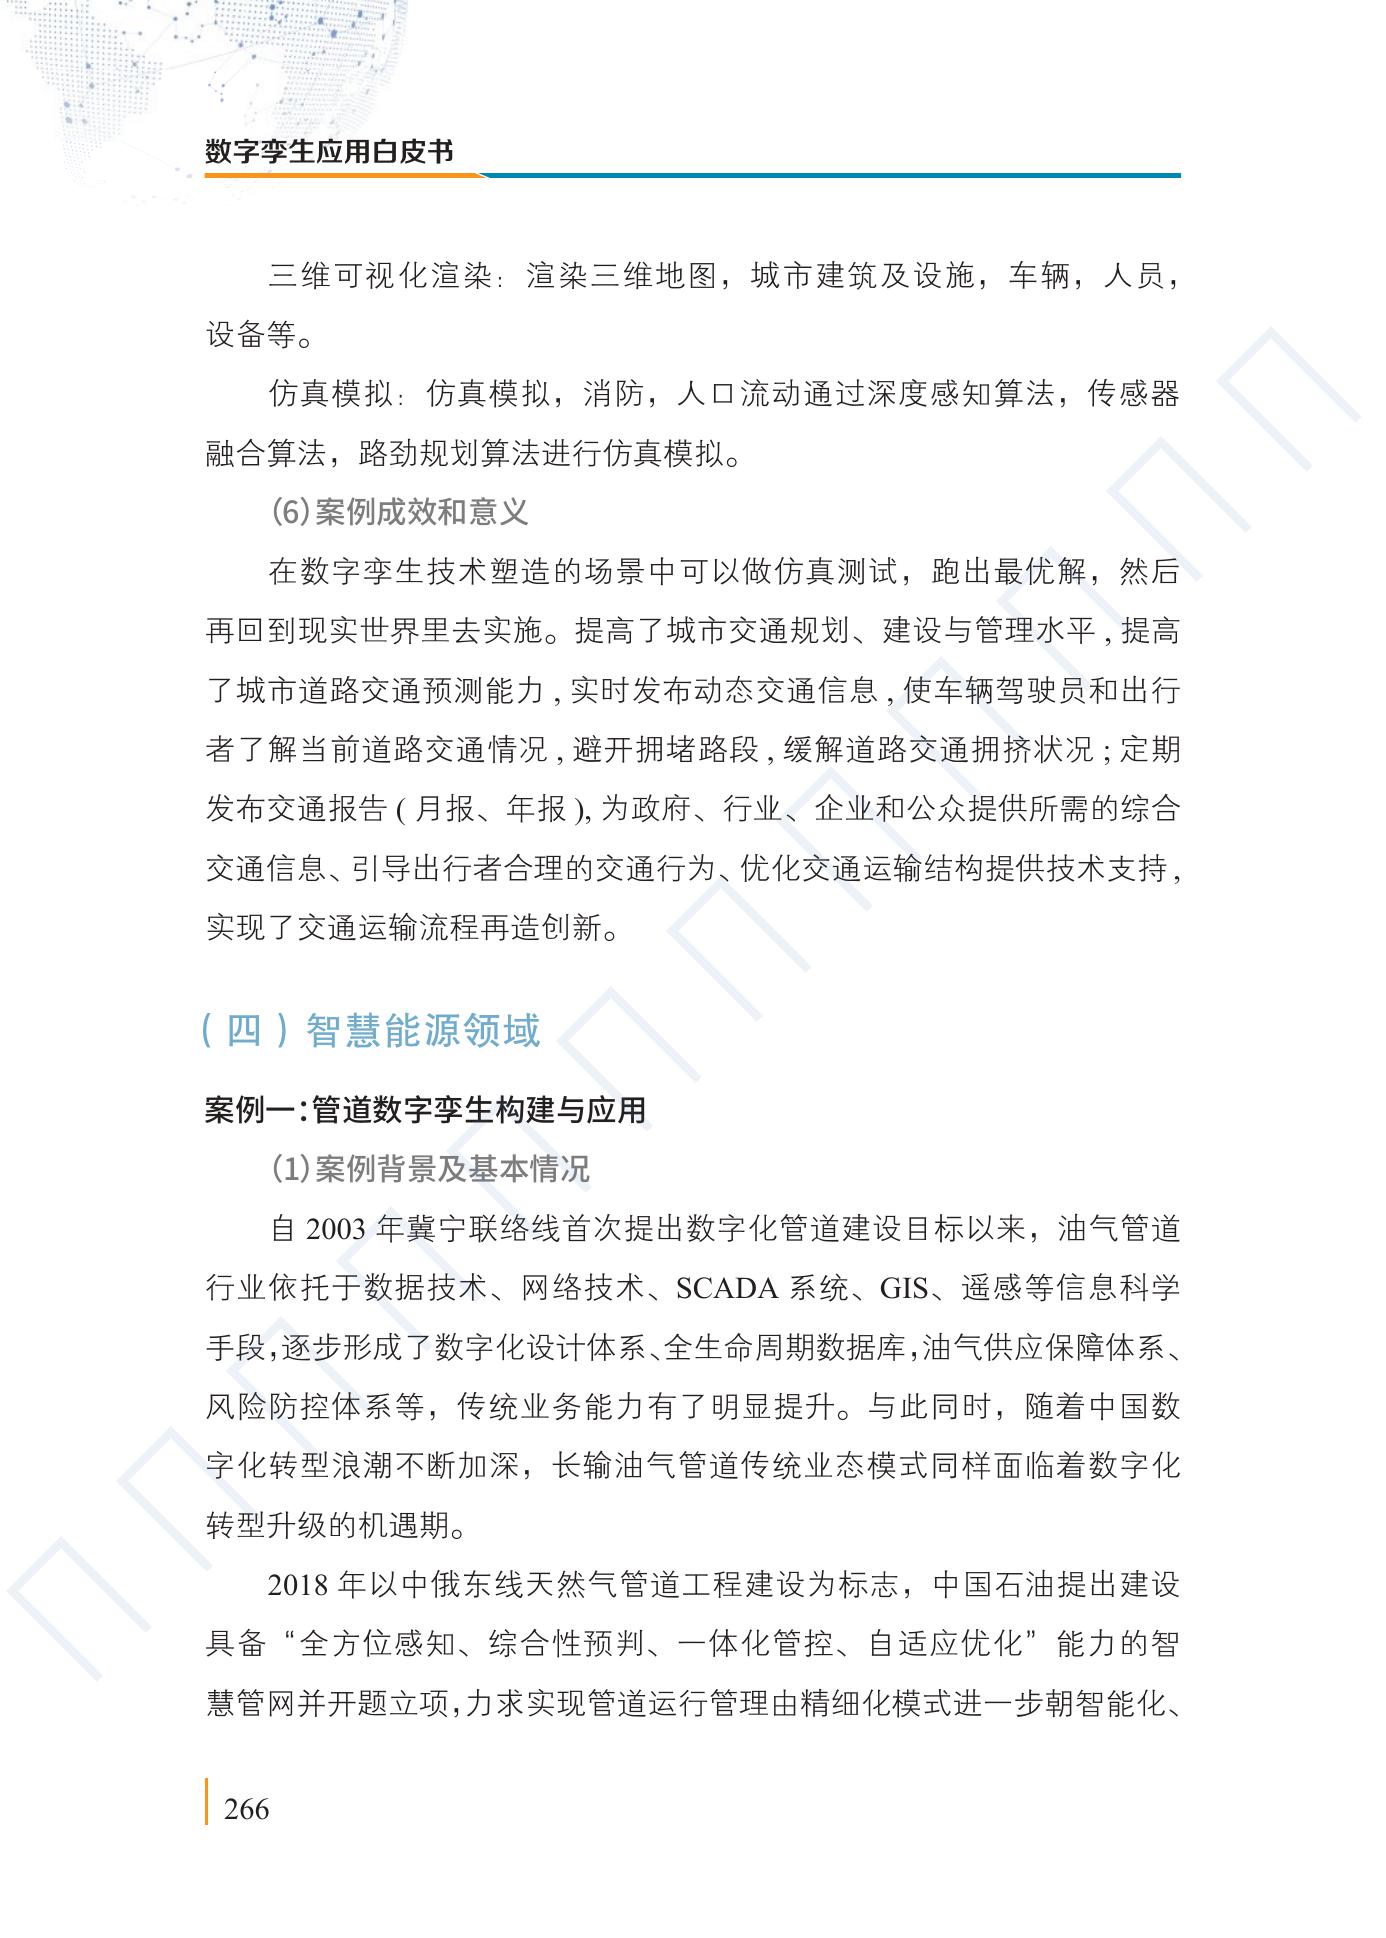 数字孪生应用白皮书
三维可视化渲染：渲染三维地图，城市建筑及设施，车辆，人员，
设备等。
仿真模拟：仿真模拟，消防，人口流动通过深度感知算法，传感器
融合算法，路劲规划算法进行仿真模拟。
（6）案例成效和意义
在数字孪生技术塑造的场景中可以做仿真测试，跑出最优解，然后
再回到现实世界里去实施。提高了城市交通规划、建设与管理水平 , 提高
了城市道路交通预测能力 , 实时发布动态交通信息 , 使车辆驾驶员和出行
者了解当前道路交通情况 , 避开拥堵路段 , 缓解道路交通拥挤状况 ; 定期
发布交通报告 ( 月报、年报 ), 为政府、行业、企业和公众提供所需的综合
交通信息、引导出行者合理的交通行为、优化交通运输结构提供技术支持 ,
实现了交通运输流程再造创新。
（四）智慧能源领域
案例一：管道数字孪生构建与应用
（1）案例背景及基本情况
自 2003 年冀宁联络线首次提出数字化管道建设目标以来，油气管道
行业依托于数据技术、网络技术、SCADA 系统、GIS、遥感等信息科学
手段，逐步形成了数字化设计体系、全生命周期数据库，油气供应保障体系、
风险防控体系等，传统业务能力有了明显提升。与此同时，随着中国数
字化转型浪潮不断加深，长输油气管道传统业态模式同样面临着数字化
转型升级的机遇期。
2018 年以中俄东线天然气管道工程建设为标志，中国石油提出建设
具备“全方位感知、综合性预判、一体化管控、自适应优化”能力的智
慧管网并开题立项，力求实现管道运行管理由精细化模式进一步朝智能化、
266